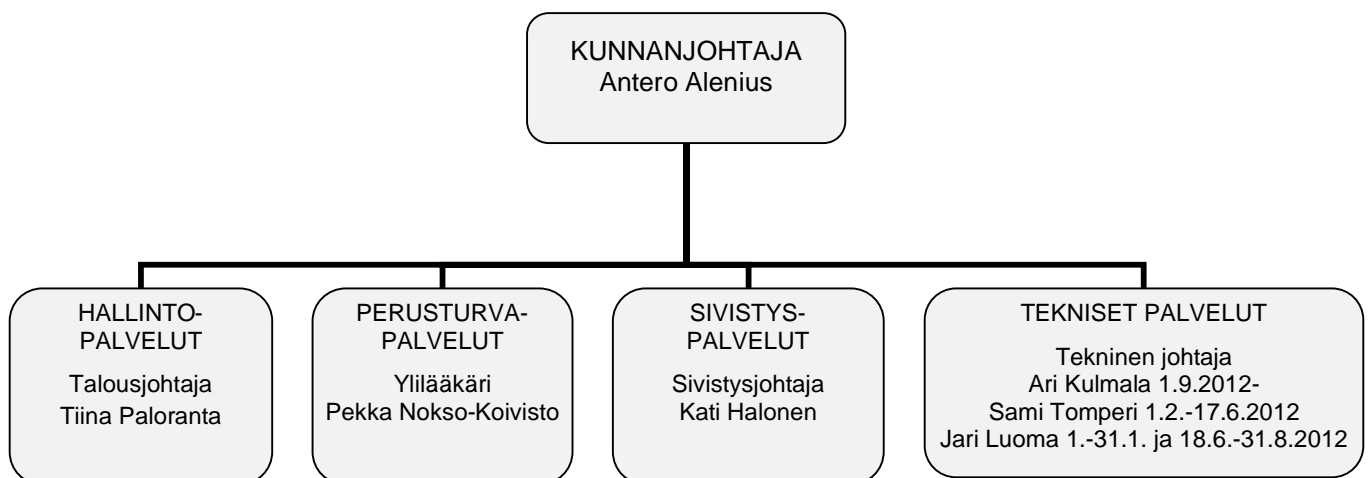 KUNNANJOHTAJA
Antero Alenius
HALLINTO-
PALVELUT
Talousjohtaja
Tiina Paloranta
PERUSTURVA-
PALVELUT
Ylilääkäri
Pekka Nokso-Koivisto
SIVISTYS-
PALVELUT
Sivistysjohtaja
Kati Halonen
TEKNISET PALVELUT
Tekninen johtaja
Ari Kulmala 1.9.2012-
Sami Tomperi 1.2.-17.6.2012
Jari Luoma 1.-31.1. ja 18.6.-31.8.2012